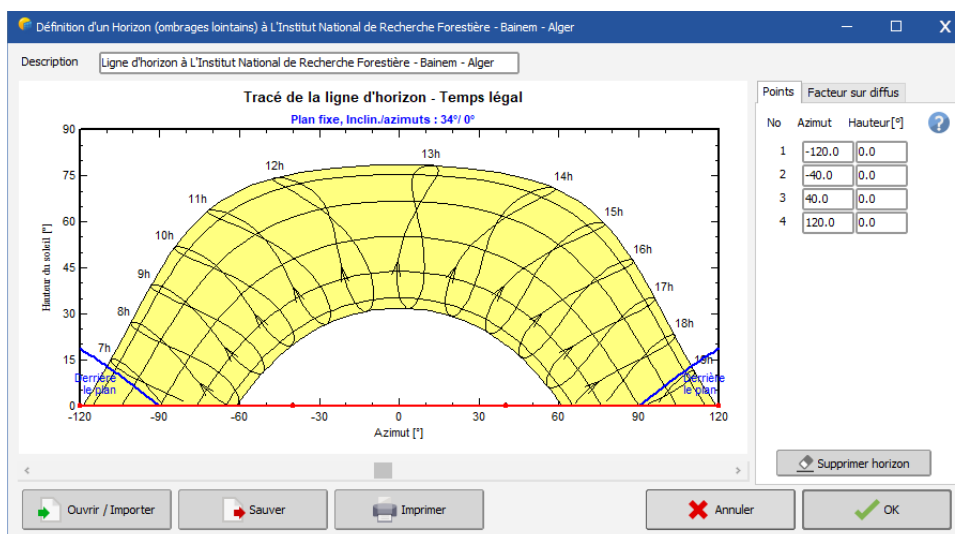 Définition d'un Horizon (ombrages lointains) à L'Institut National de Recherche Forestière - Bainem - Alger
Description
Ligne d'horizon à L'Institut National de Recherche Forestière - Bainem - Alger
Tracé de la ligne d'horizon - Temps légal
Plan fixe, Inclin./azimuts : 34°/ 0°
90
75
60
45
30
15
0
Hauteur du soleil [°]
7h
8h
9h
10h
11h
12h
13h
14h
15h
16h
17h
18h
19h
Derrière
le plan
Derrière
le plan
-120
-90
-60
-30
0
30
60
90
120
Azimut [°]
Points
Facteur sur diffus
No Azimut Hauteur[°]
?
1 -120.0 0.0
2 -40.0 0.0
3 40.0 0.0
4 120.0 0.0
Supprimer horizon
Ouvrir / Importer
Sauver
Imprimer
Annuler
OK